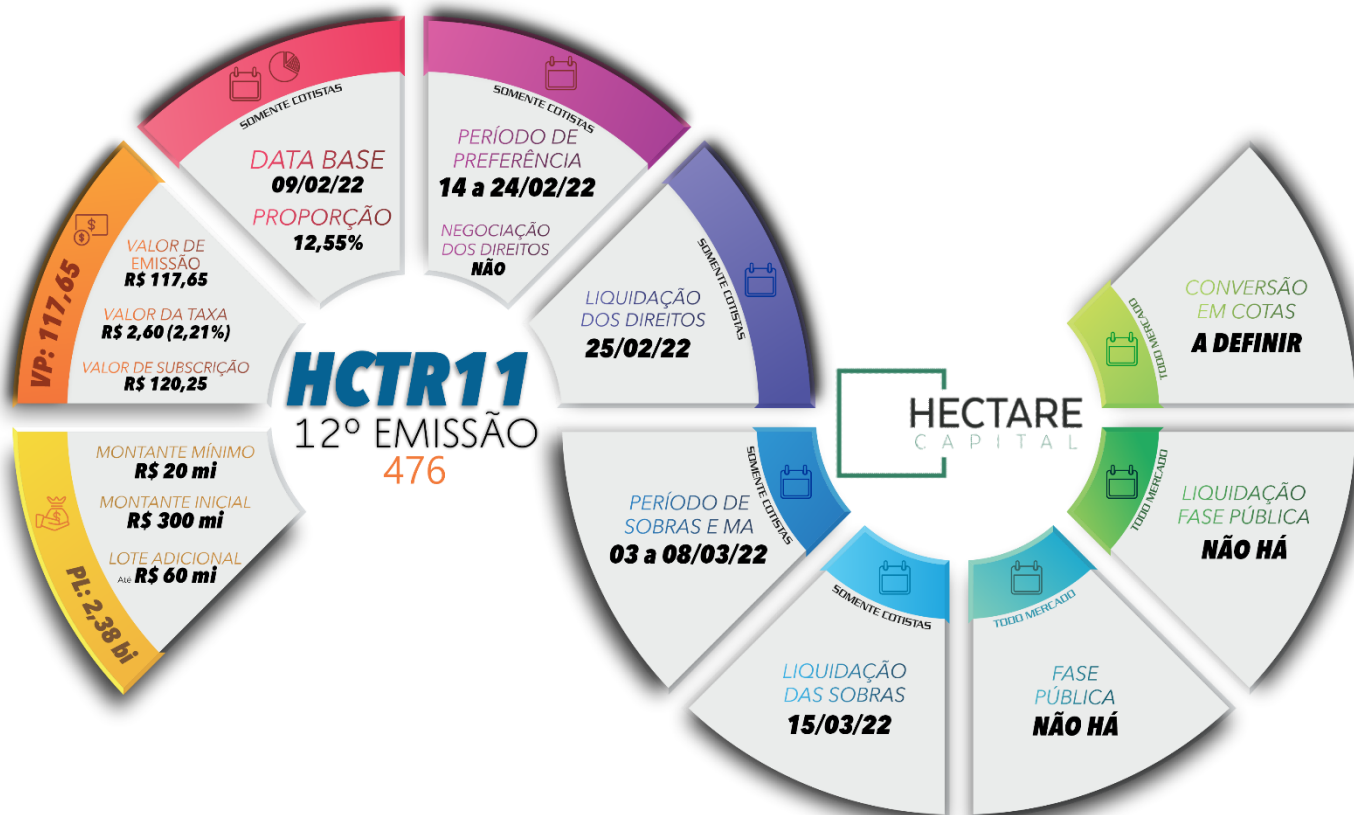 HCTR11
12º EMISSÃO
476
PL: 2,38 bi
MONTANTE MÍNIMO
R$ 20 mi
MONTANTE INICIAL
R$ 300 mi
LOTE ADICIONAL
Até R$ 60 mi
VP: 117,65
VALOR DE
EMISSÃO
R$ 117,65
VALOR DA TAXA
R$ 2,60 (2,21%)
VALOR DE SUBSCRIÇÃO
R$ 120,25
SOMENTE COTISTAS
DATA BASE
09/02/22
PROPORÇÃO
12,55%
SOMENTE COTISTAS
PERÍODO DE
PREFERÊNCIA
14 a 24/02/22
NEGOCIAÇÃO
DOS DIREITOS
NÃO
SOMENTE COTISTAS
LIQUIDAÇÃO
DOS DIREITOS
25/02/22
SOMENTE COTISTAS
PERÍODO DE
SOBRAS E MA
03 a 08/03/22
SOMENTE COTISTAS
LIQUIDAÇÃO
DAS SOBRAS
15/03/22
TODO MERCADO
FASE
PÚBLICA
NÃO HÁ
TODO MERCADO
LIQUIDAÇÃO
FASE PÚBLICA
NÃO HÁ
TODO MERCADO
CONVERSÃO
EM COTAS
A DEFINIR
HECTARE
CAPITAL